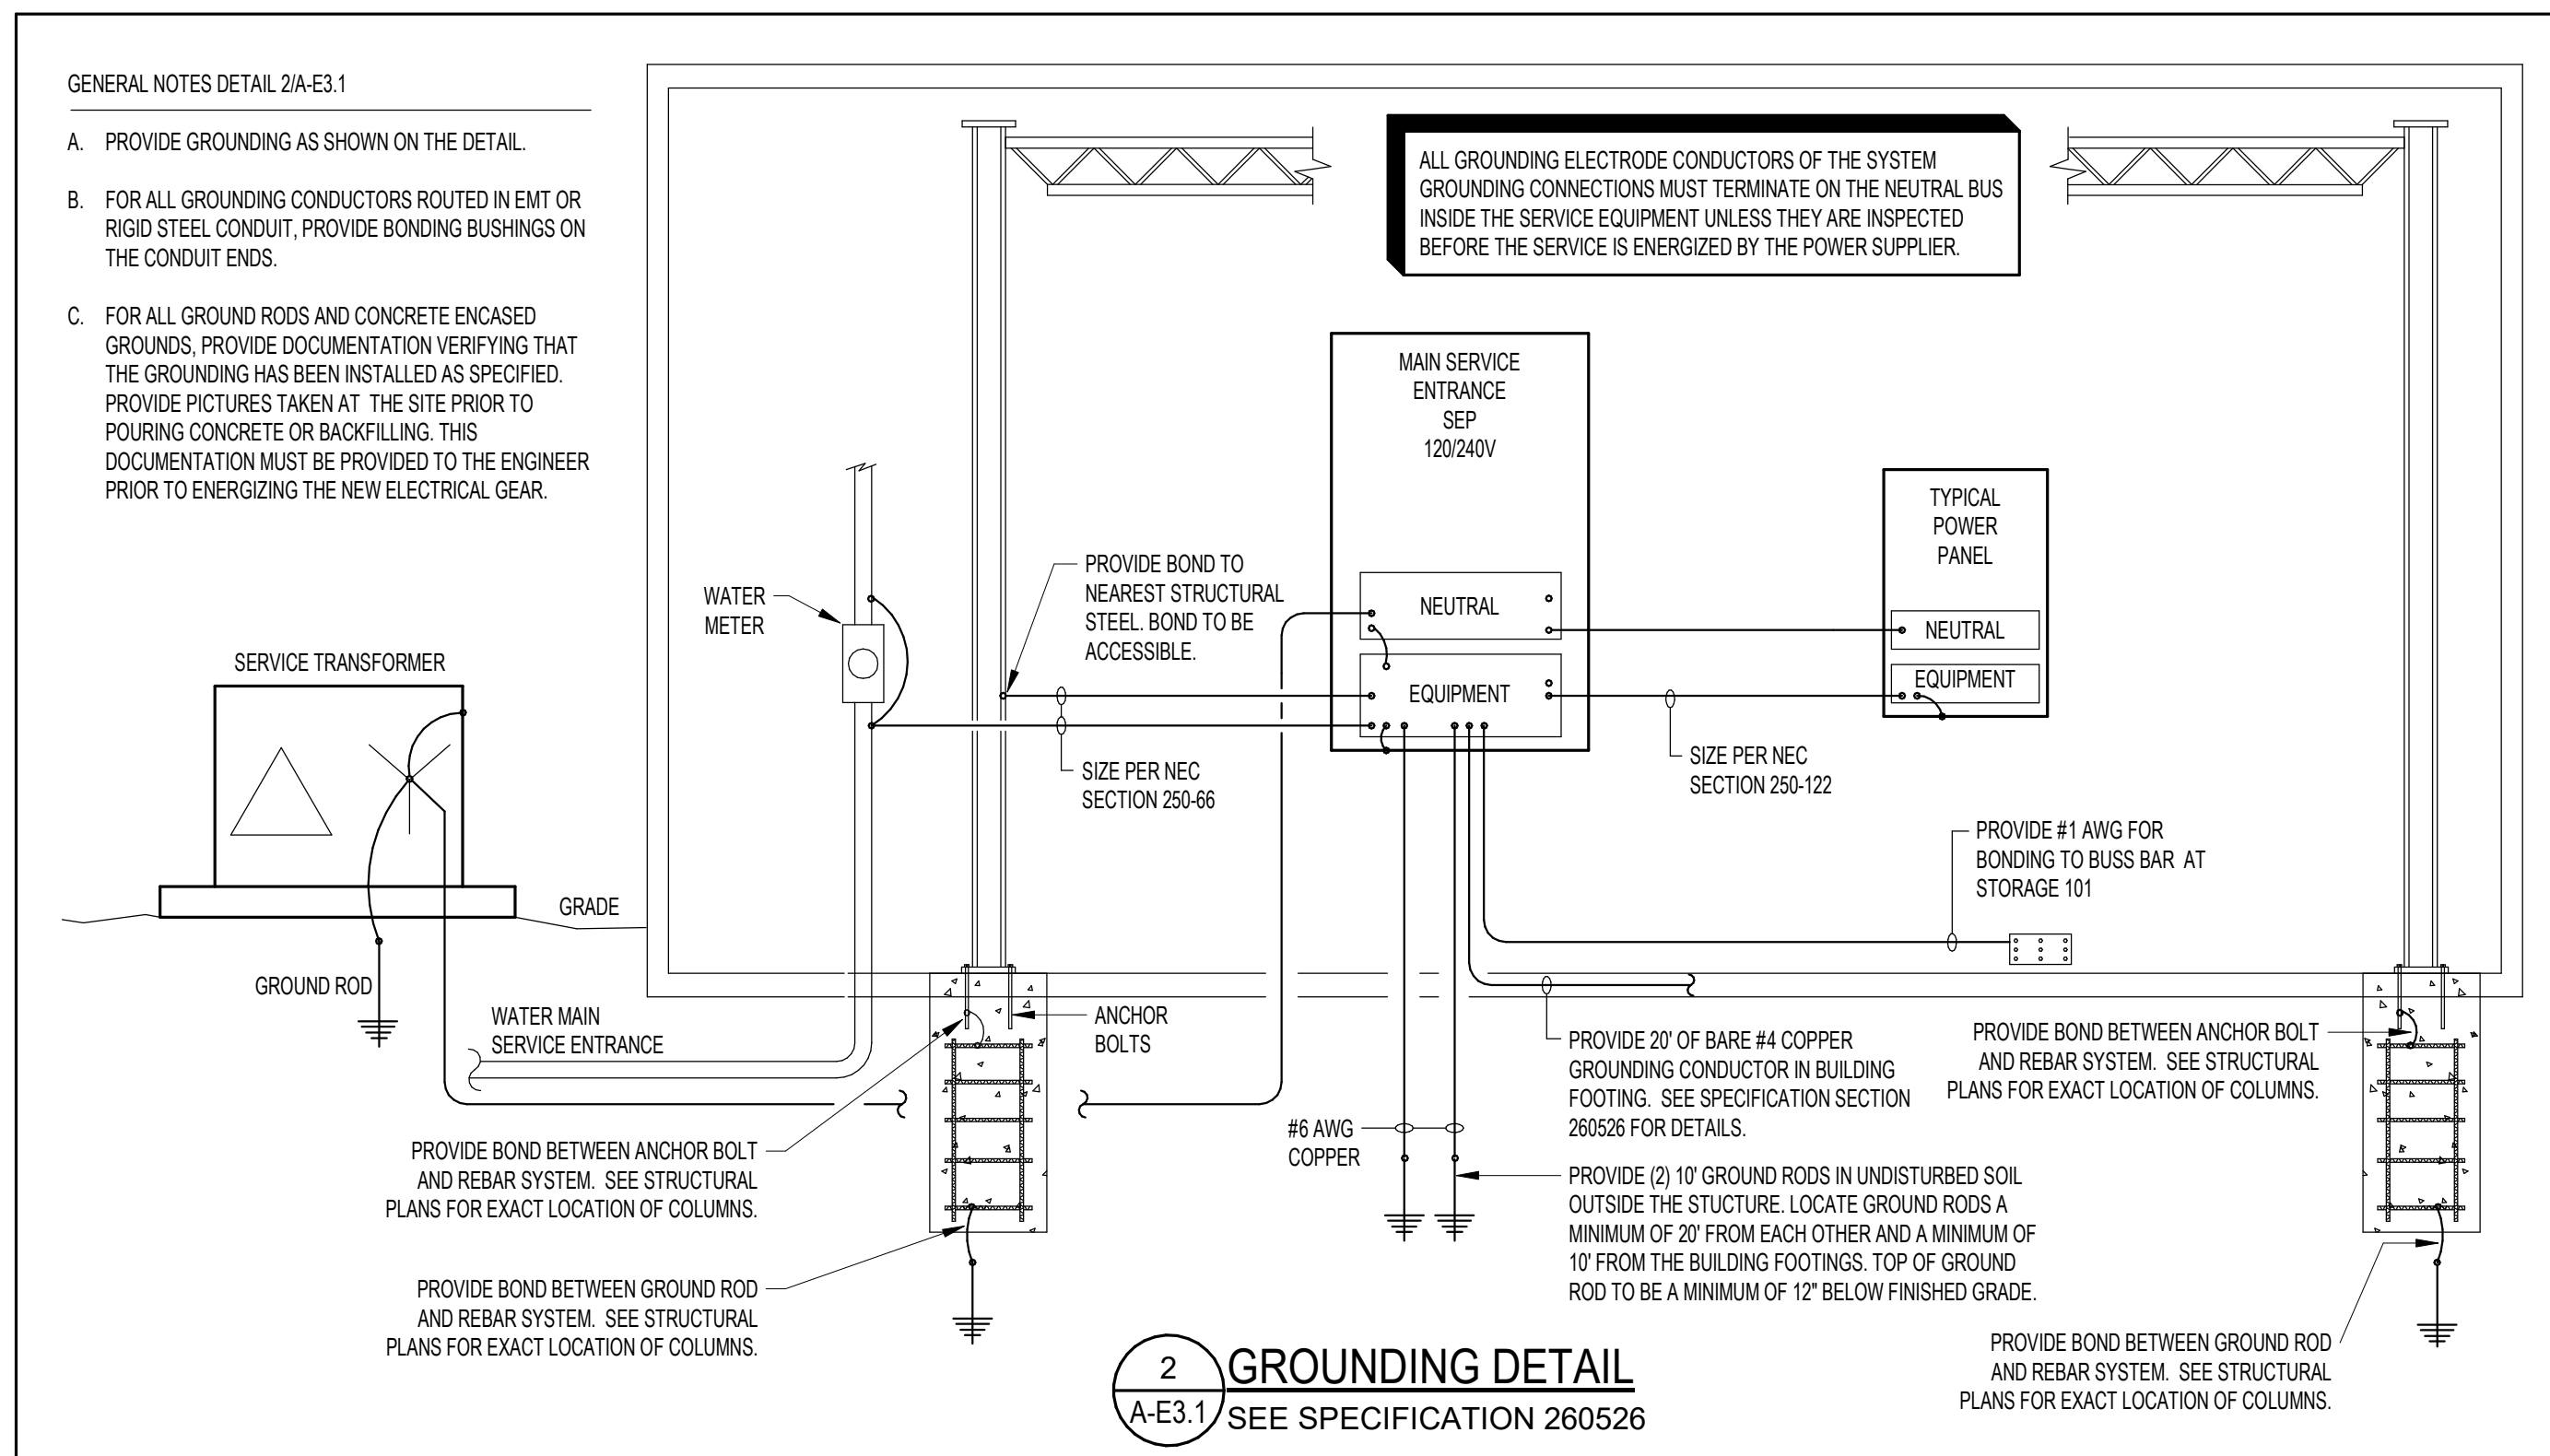 GENERAL NOTES DETAIL 2/A-E3.1
A. PROVIDE GROUNDING AS SHOWN ON THE DETAIL.
B. FOR ALL GROUNDING CONDUCTORS ROUTED IN EMT OR
RIGID STEEL CONDUIT, PROVIDE BONDING BUSHINGS ON
THE CONDUIT ENDS.
C. FOR ALL GROUND RODS AND CONCRETE ENCASED
GROUNDS, PROVIDE DOCUMENTATION VERIFYING THAT
THE GROUNDING HAS BEEN INSTALLED AS SPECIFIED.
PROVIDE PICTURES TAKEN AT THE SITE PRIOR TO
POURING CONCRETE OR BACKFILLING. THIS
DOCUMENTATION MUST BE PROVIDED TO THE ENGINEER
PRIOR TO ENERGIZING THE NEW ELECTRICAL GEAR.
ALL GROUNDING ELECTRODE CONDUCTORS OF THE SYSTEM
GROUNDING CONNECTIONS MUST TERMINATE ON THE NEUTRAL BUS
INSIDE THE SERVICE EQUIPMENT UNLESS THEY ARE INSPECTED
BEFORE THE SERVICE IS ENERGIZED BY THE POWER SUPPLIER.
MAIN SERVICE
ENTRANCE
SEP
120/240V
NEUTRAL
EQUIPMENT
TYPICAL
POWER
PANEL
NEUTRAL
EQUIPMENT
WATER
METER
PROVIDE BOND TO
NEAREST STRUCTURAL
STEEL. BOND TO BE
ACCESSIBLE.
SERVICE TRANSFORMER
SIZE PER NEC
SECTION 250-66
SIZE PER NEC
SECTION 250-122
PROVIDE #1 AWG FOR
BONDING TO BUSS BAR AT
STORAGE 101
GRADE
GROUND ROD
WATER MAIN
SERVICE ENTRANCE
ANCHOR
BOLTS
PROVIDE 20' OF BARE #4 COPPER
GROUNDING CONDUCTOR IN BUILDING
FOOTING. SEE SPECIFICATION SECTION
260526 FOR DETAILS.
PROVIDE BOND BETWEEN ANCHOR BOLT
AND REBAR SYSTEM. SEE STRUCTURAL
PLANS FOR EXACT LOCATION OF COLUMNS.
PROVIDE BOND BETWEEN ANCHOR BOLT
AND REBAR SYSTEM. SEE STRUCTURAL
PLANS FOR EXACT LOCATION OF COLUMNS.
#6 AWG
COPPER
PROVIDE (2) 10' GROUND RODS IN UNDISTURBED SOIL
OUTSIDE THE STUCTURE. LOCATE GROUND RODS A
MINIMUM OF 20' FROM EACH OTHER AND A MINIMUM OF
10' FROM THE BUILDING FOOTINGS. TOP OF GROUND
ROD TO BE A MINIMUM OF 12" BELOW FINISHED GRADE.
PROVIDE BOND BETWEEN GROUND ROD
AND REBAR SYSTEM. SEE STRUCTURAL
PLANS FOR EXACT LOCATION OF COLUMNS.
PROVIDE BOND BETWEEN GROUND ROD
AND REBAR SYSTEM. SEE STRUCTURAL
PLANS FOR EXACT LOCATION OF COLUMNS.
2
A-E3.1
GROUNDING DETAIL
SEE SPECIFICATION 260526